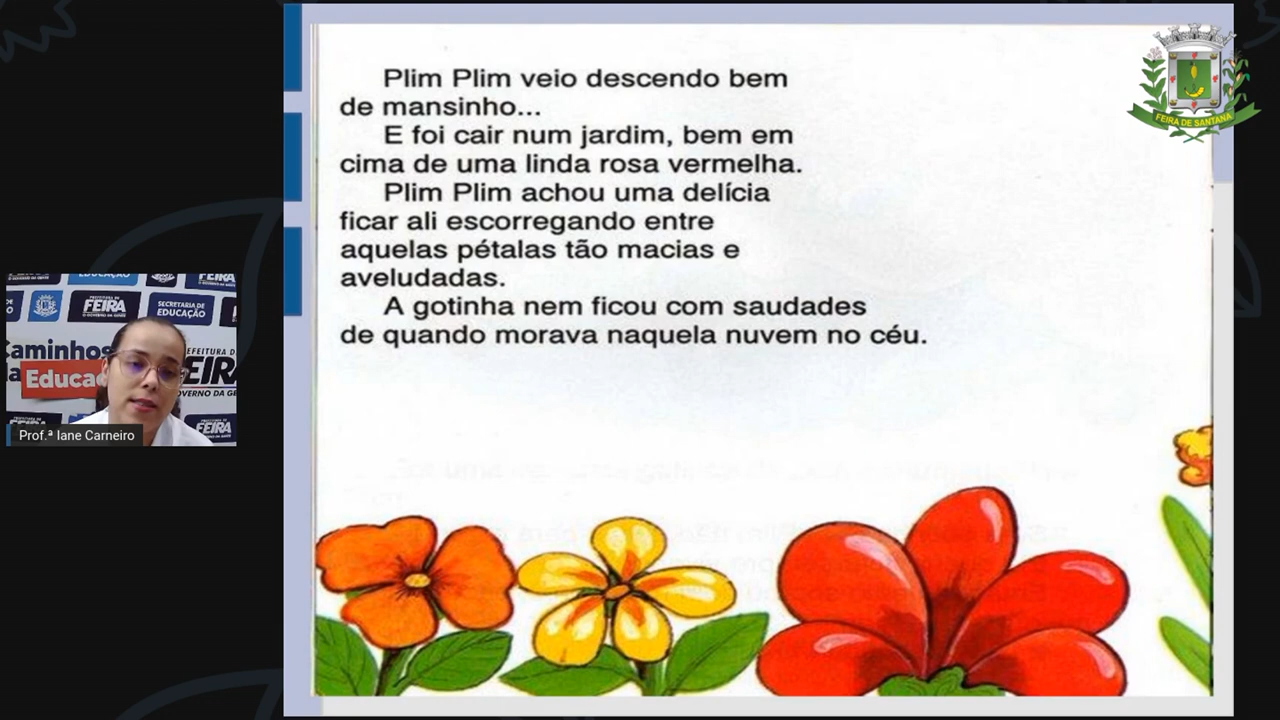 Plim Plim veio descendo bem
de mansinho...
E foi cair num jardim, bem em
cima de uma linda rosa vermelha.
Plim Plim achou uma delícia
ficar ali escorregando entre
aquelas pétalas tão macias e
aveludadas.
A gotinha nem ficou com saudades
de quando morava naquela nuvem no céu.
FEIRA DE SANTANA
EDUCAÇÃO
FEIRA
FEIRA
SECRETARIA DE
EDUCAÇÃO
Caminhos
Educaç
FEIRA
Prof.ª Iane Carneiro